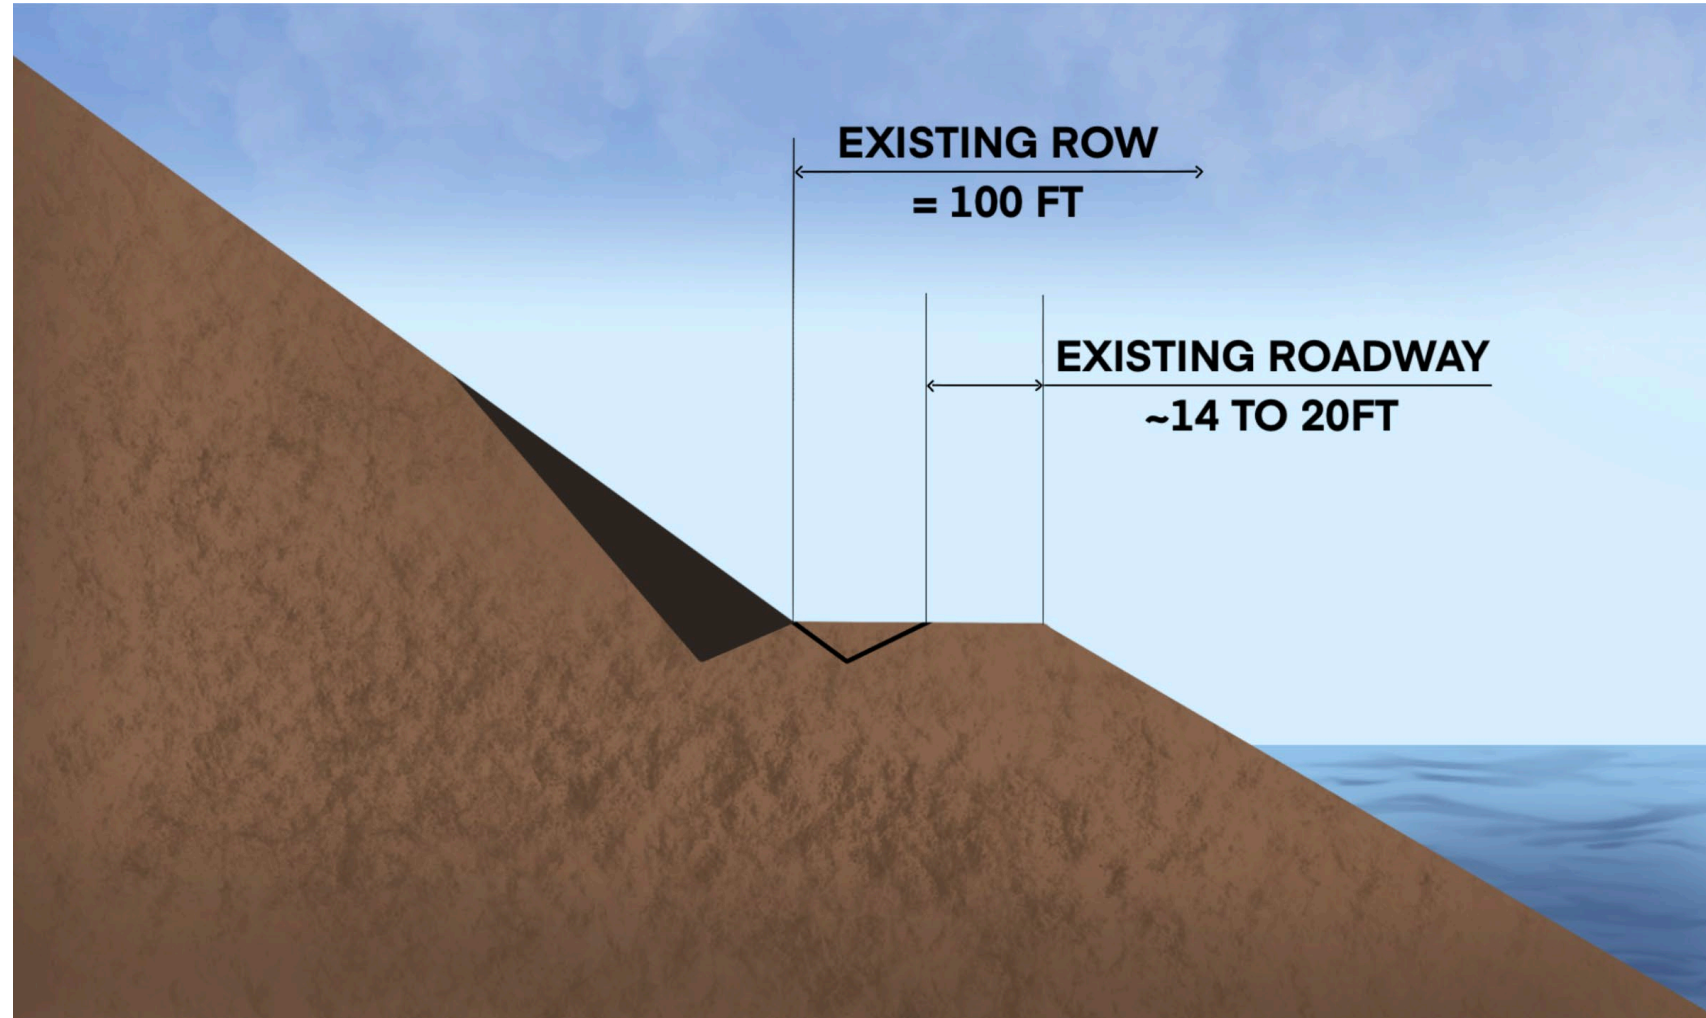 EXISTING ROW
= 100 FT
EXISTING ROADWAY
~14 TO 20FT